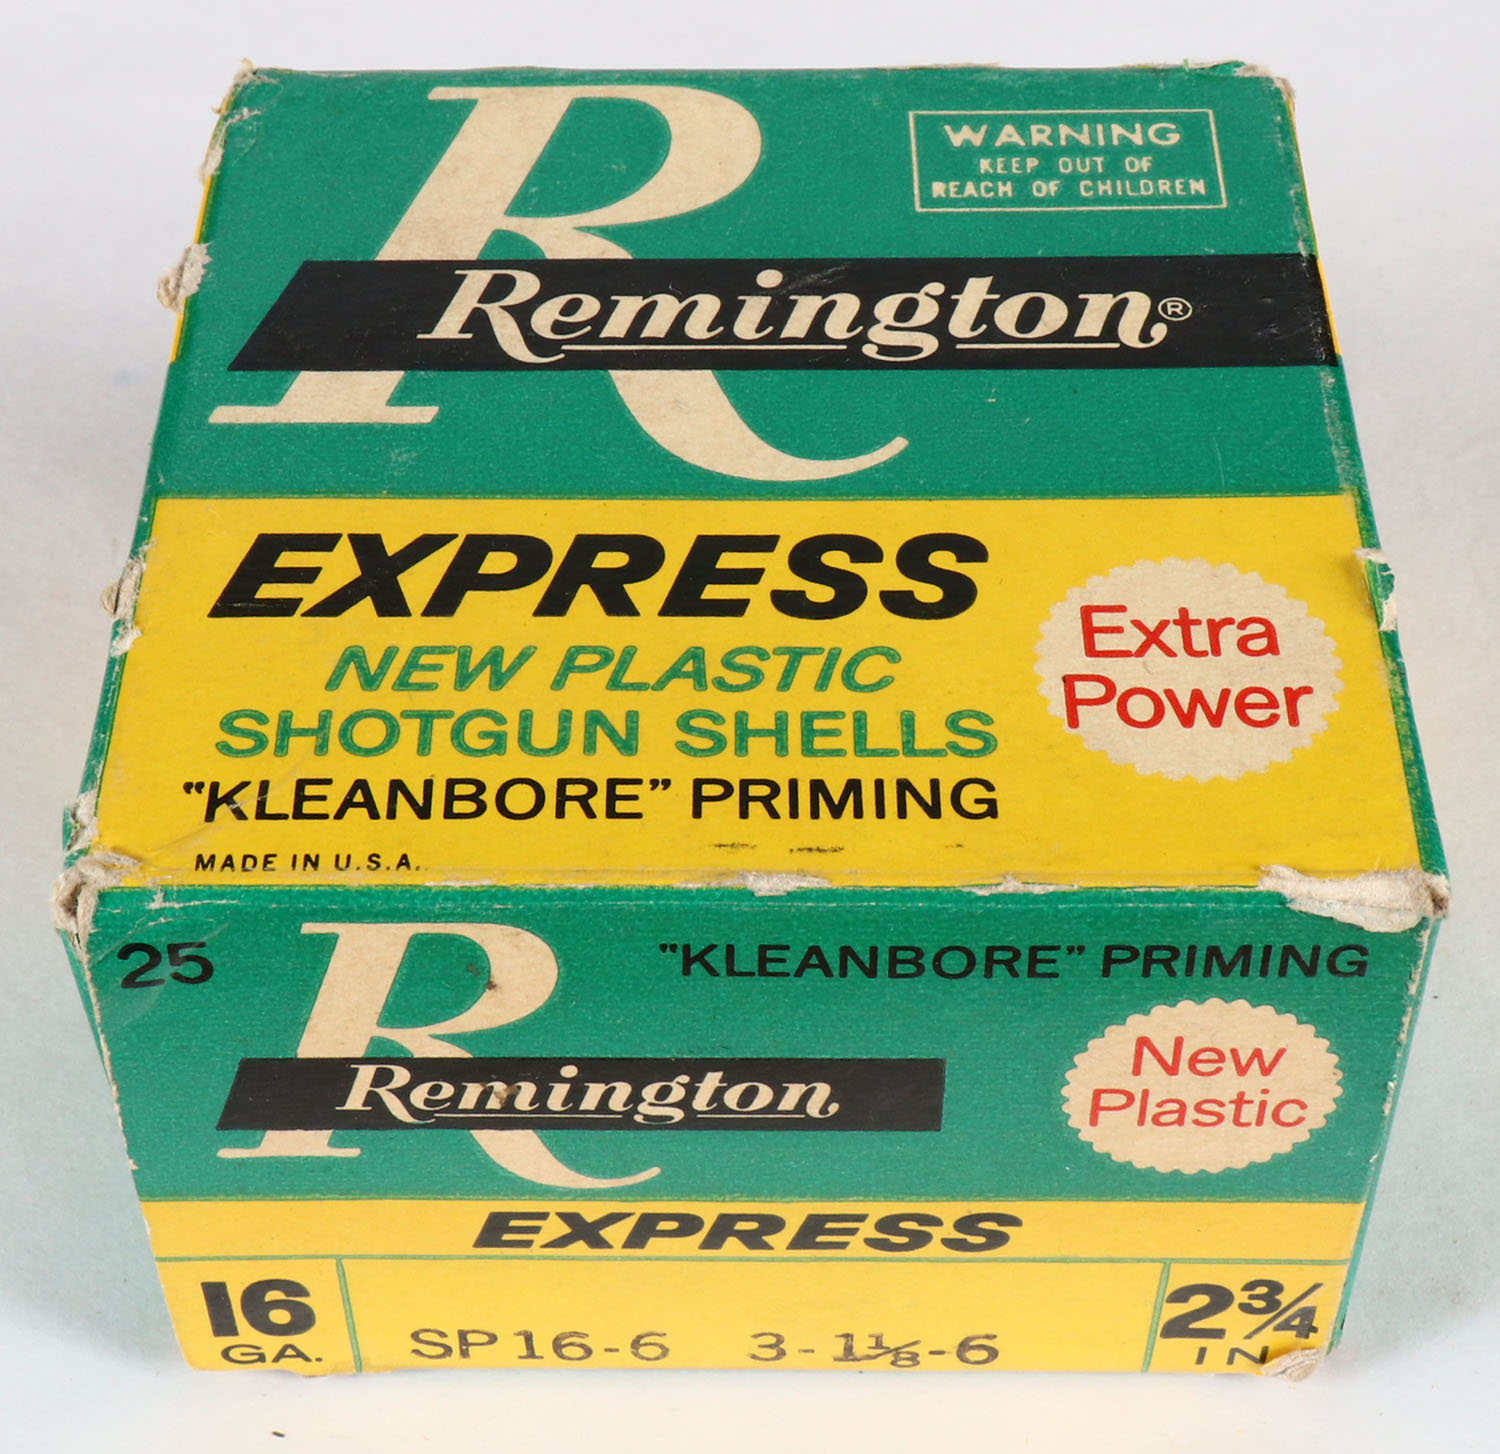 R
WARNING
KEEP OUT OF
REACH OF CHILDREN
Remington®
EXPRESS
NEW PLASTIC
SHOTGUN SHELLS
"KLEANBORE" PRIMING
Extra
Power
MADE IN U.S.A.
25
R
"KLEANBORE" PRIMING
Remington
New
Plastic
EXPRESS
16
GA.
SP16-6 3-1⅛-6
2¾
IN